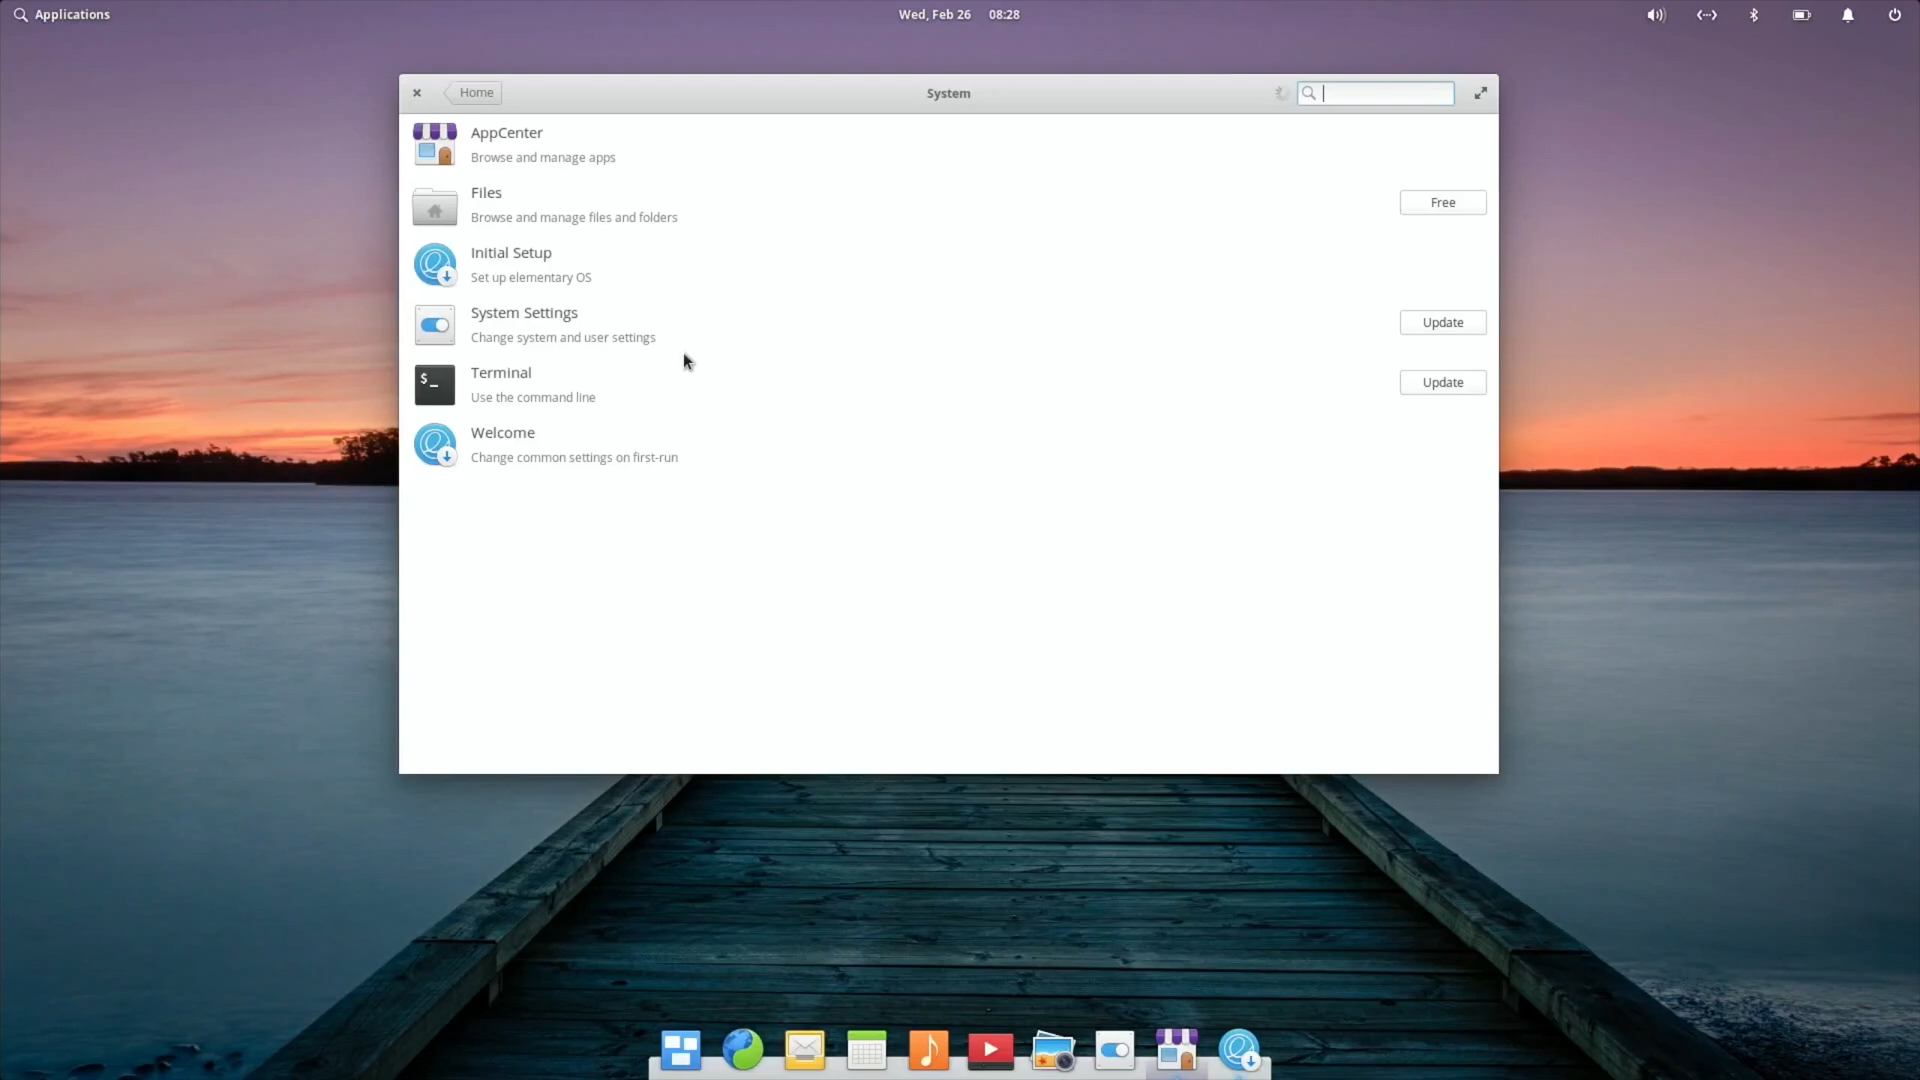 Applications
Wed, Feb 26 08:28
Home
System
AppCenter
Browse and manage apps
Files
Browse and manage files and folders
Free
Initial Setup
Set up elementary OS
System Settings
Change system and user settings
Update
Terminal
Use the command line
Update
$_
Welcome
Change common settings on first-run